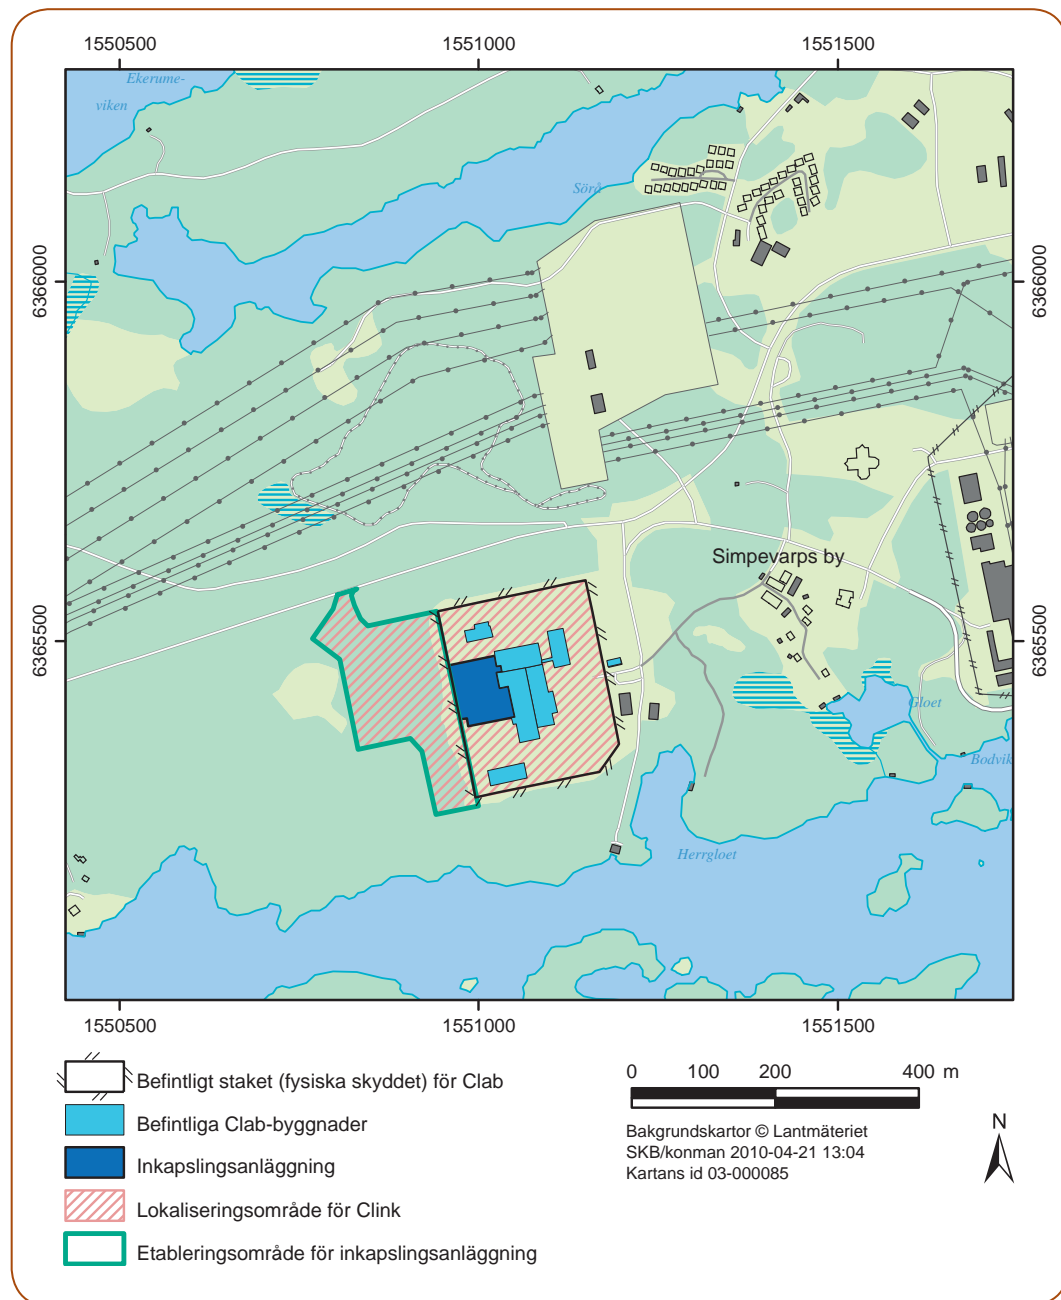 1550500
1551000
1551500
Ekerume-
viken
Sörå
6366000
6366000
Simpevarps by
6365500
6365500
Gloet
Bodvik
Herrgloet
1550500
1551000
1551500
Befintligt staket (fysiska skyddet) för Clab
Befintliga Clab-byggnader
Inkapslingsanläggning
Lokaliseringsområde för Clink
Etableringsområde för inkapslingsanläggning
0 100 200 400 m
Bakgrundskartor © Lantmäteriet
SKB/konman 2010-04-21 13:04
Kartans id 03-000085
N